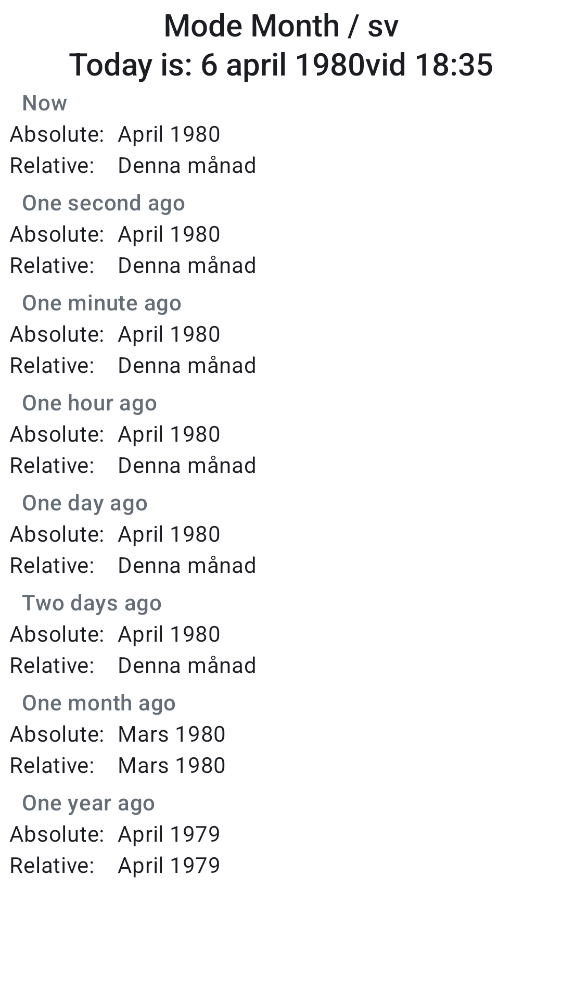 Mode Month / sv
Today is: 6 april 1980vid 18:35
Now
Absolute: April 1980
Relative: Denna månad
One second ago
Absolute: April 1980
Relative: Denna månad
One minute ago
Absolute: April 1980
Relative: Denna månad
One hour ago
Absolute: April 1980
Relative: Denna månad
One day ago
Absolute: April 1980
Relative: Denna månad
Two days ago
Absolute: April 1980
Relative: Denna månad
One month ago
Absolute: Mars 1980
Relative: Mars 1980
One year ago
Absolute: April 1979
Relative: April 1979